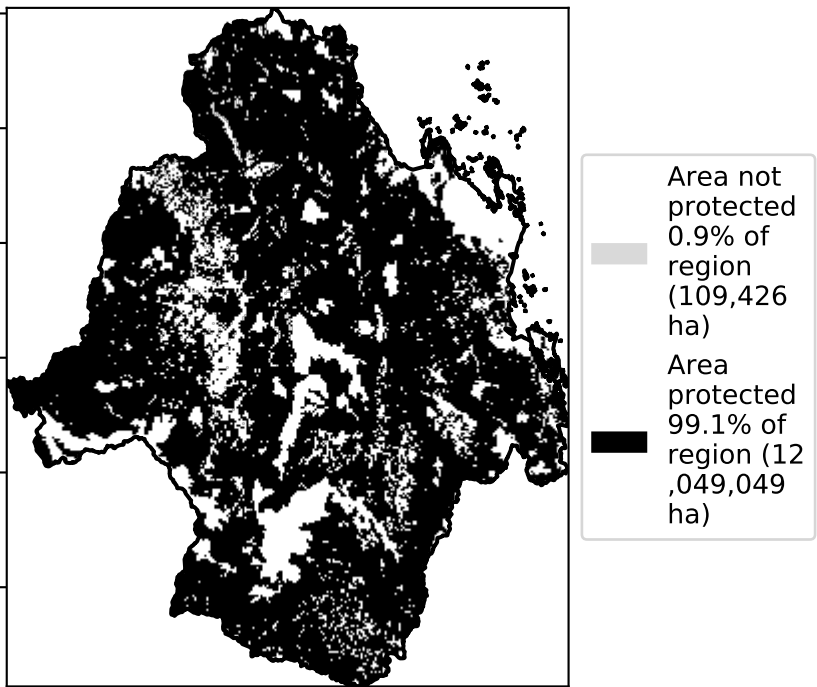 Area not
protected
0.9% of
region
(109,426
ha)
Area
protected
99.1% of
region (12
,049,049
ha)